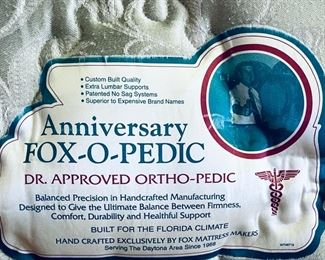 • Custom Built Quality
• Extra Lumbar Supports
• Patented No Sag Systems
• Superior to Expensive Brand Names
Anniversary
FOX-O-PEDIC
DR. APPROVED ORTHO-PEDIC
Balanced Precision in Handcrafted Manufacturing
Designed to Give the Ultimate Balance Between Firmness,
Comfort, Durability and Healthful Support
BUILT FOR THE FLORIDA CLIMATE
HAND CRAFTED EXCLUSIVELY BY FOX MATTRESS MAKERS
Serving The Daytona Area Since 1968